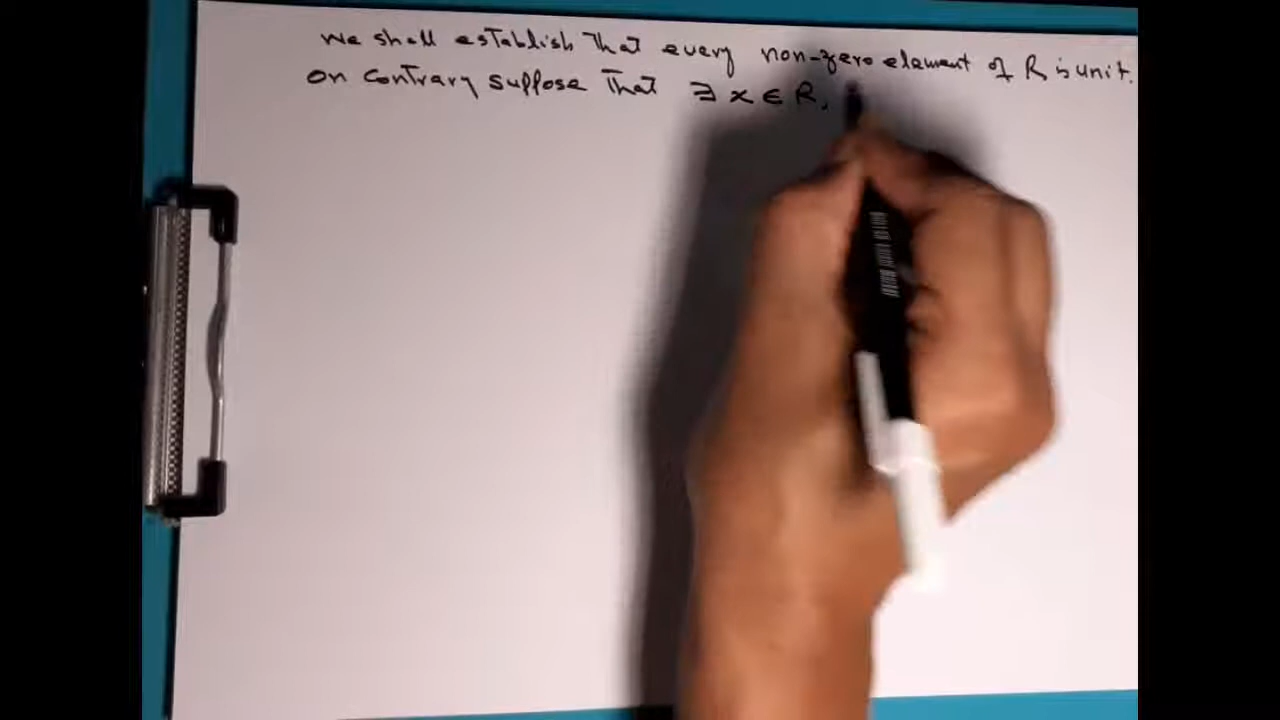 we shall establish that every non-zero element of R is unit.
on contrary suppose that ∃ x ∈ R,